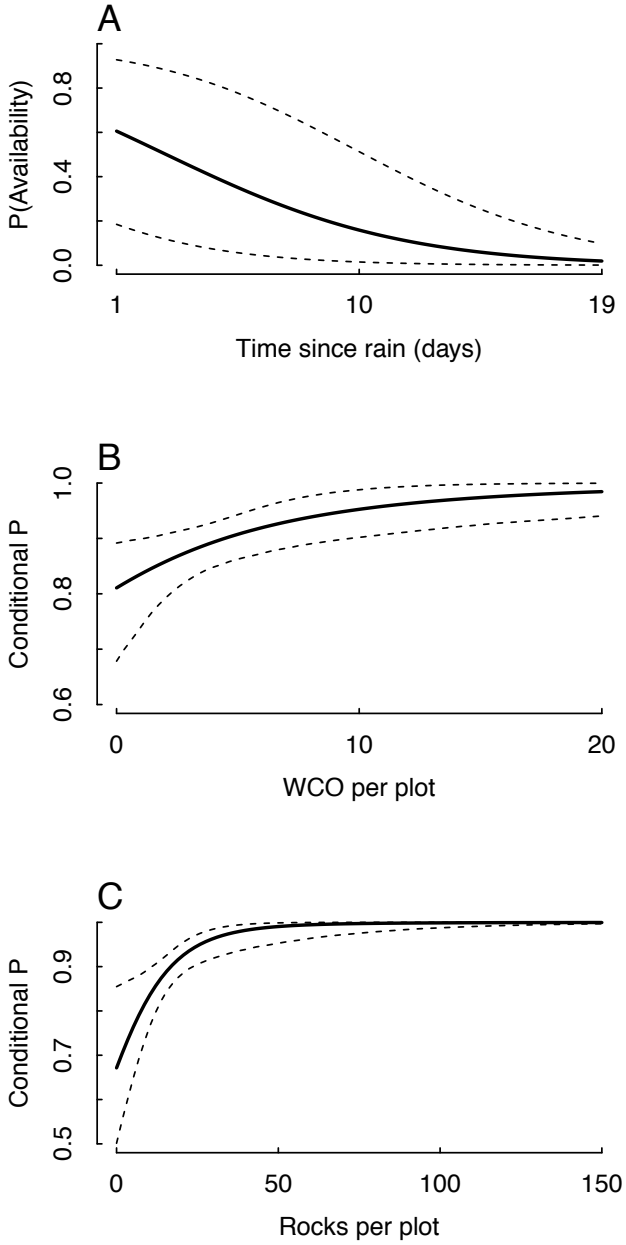 A
P(Availability)
0.8
0.4
0.0
1 10 19
Time since rain (days)
B
Conditional P
1.0
0.8
0.6
0 10 20
WCO per plot
C
Conditional P
0.9
0.7
0.5
0 50 100 150
Rocks per plot